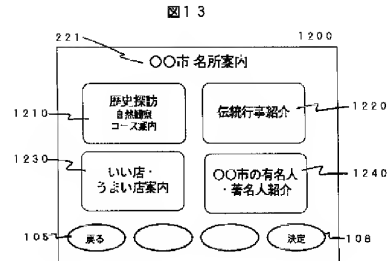 図13
221
1200
〇〇市 名所案内
1210
歴史探訪
自然観察
コース案内
伝統行事紹介
1220
1230
いい店・
うまい店案内
〇〇市の有名人
・著名人紹介
1240
105
戻る
決定
108